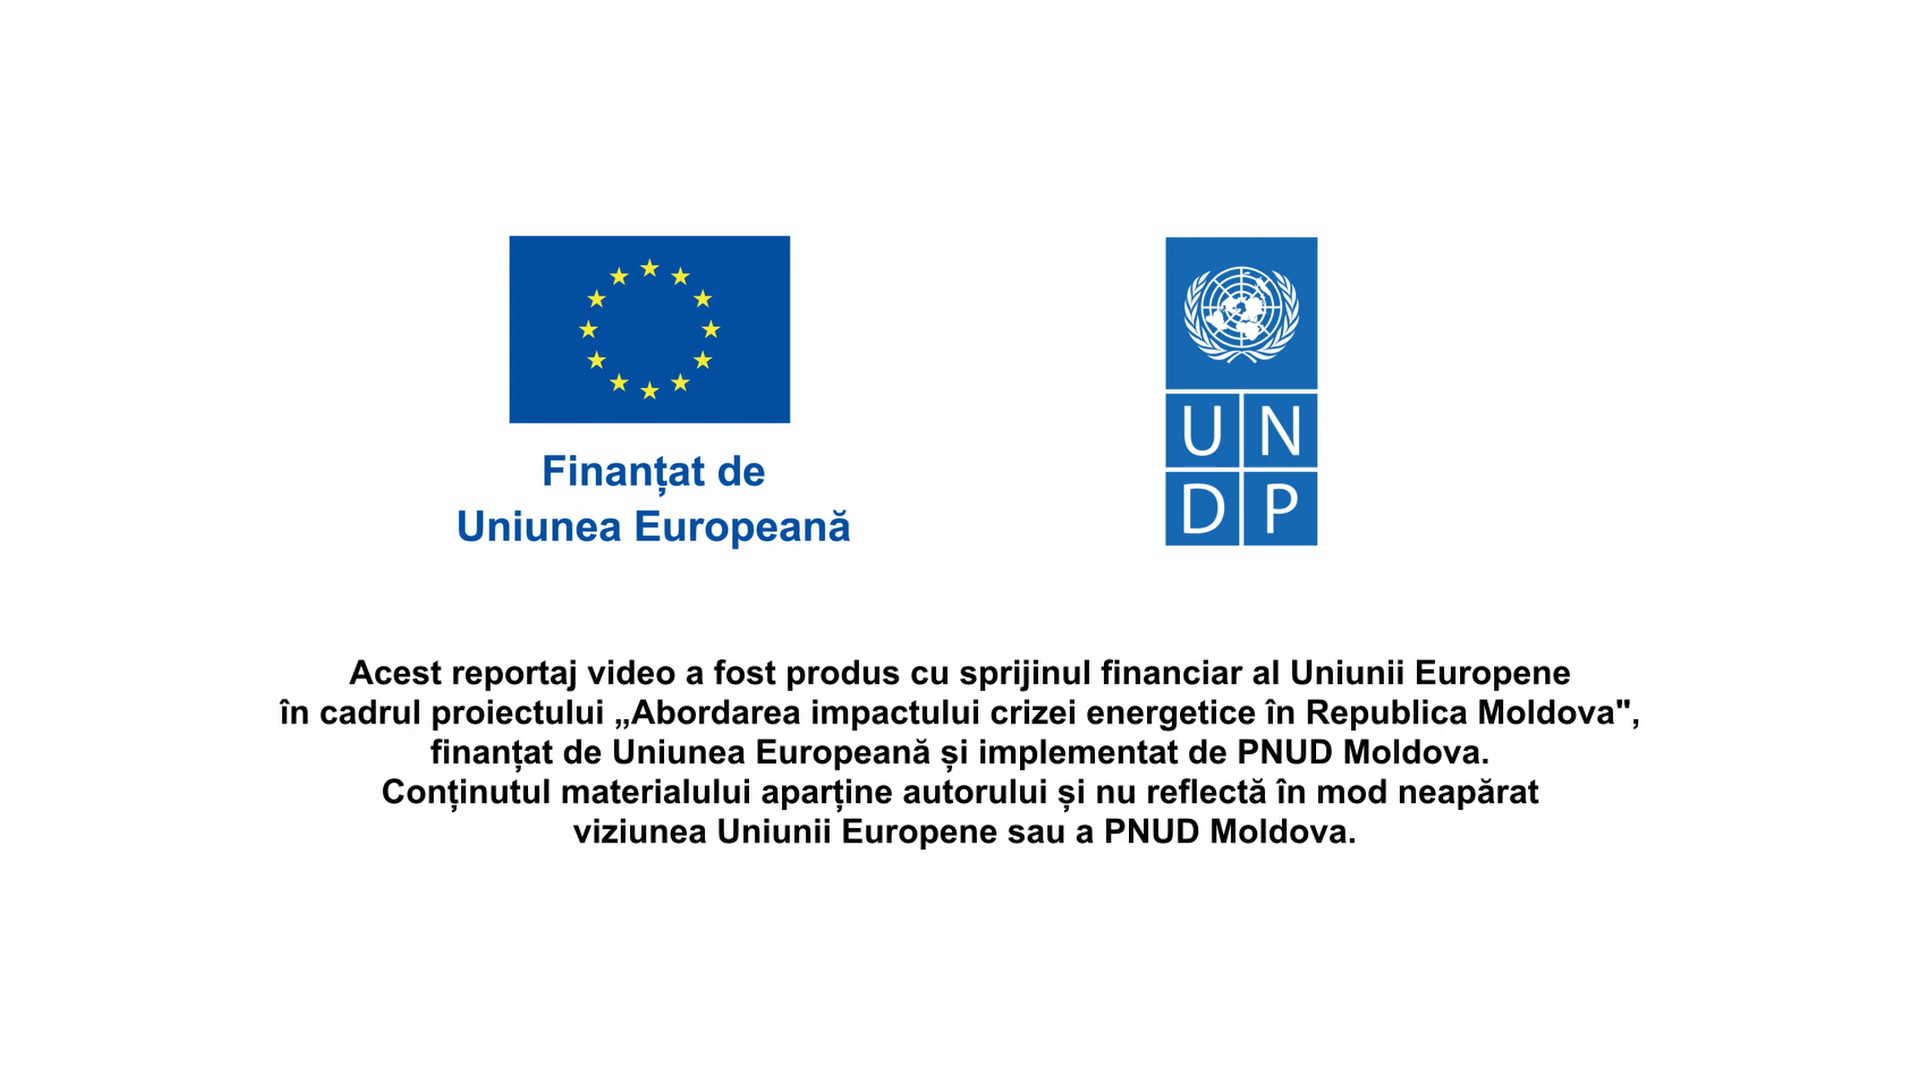 Finanțat de
Uniunea Europeană
U N
D P
Acest reportaj video a fost produs cu sprijinul financiar al Uniunii Europene
în cadrul proiectului „Abordarea impactului crizei energetice în Republica Moldova",
finanțat de Uniunea Europeană și implementat de PNUD Moldova.
Conținutul materialului aparține autorului și nu reflectă în mod neapărat
viziunea Uniunii Europene sau a PNUD Moldova.